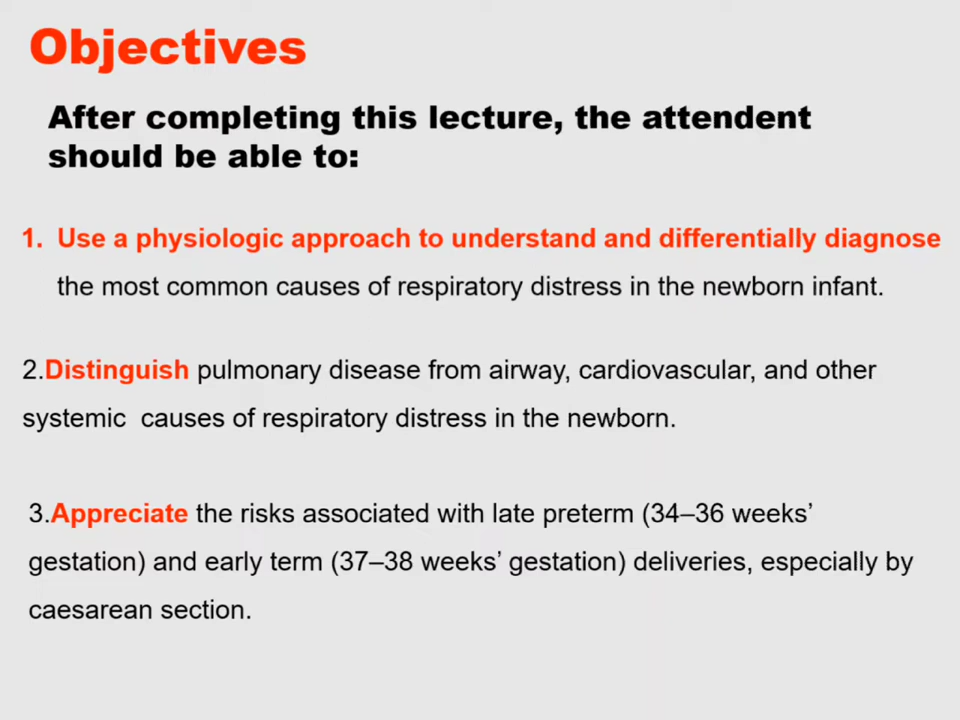 Objectives
After completing this lecture, the attendent
should be able to:
1. Use a physiologic approach to understand and differentially diagnose
the most common causes of respiratory distress in the newborn infant.
2.Distinguish pulmonary disease from airway, cardiovascular, and other
systemic causes of respiratory distress in the newborn.
3.Appreciate the risks associated with late preterm (34–36 weeks’
gestation) and early term (37–38 weeks’ gestation) deliveries, especially by
caesarean section.